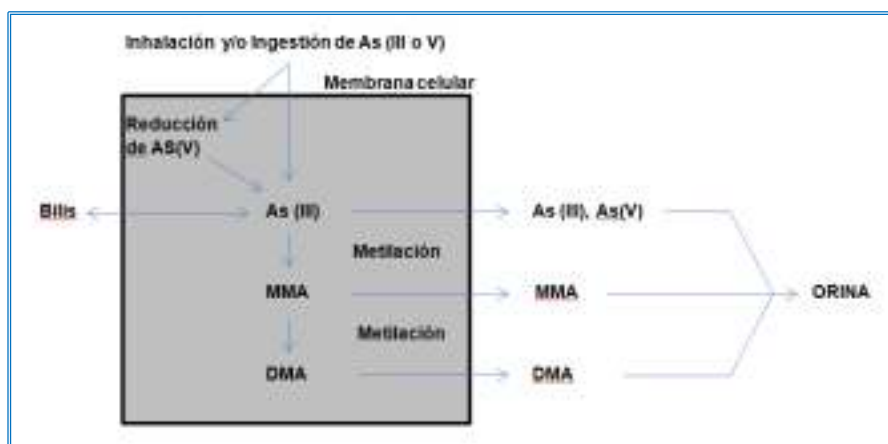 Inhalación y/o Ingestión de As (III o V)
Membrana celular
Reducción
de AS(V)
Bilis
As (III)
As (III), As(V)
Metilación
MMA
MMA
ORINA
Metilación
DMA
DMA